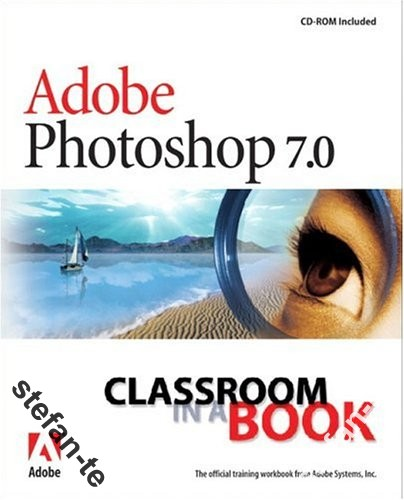 CD-ROM Included
Adobe
Photoshop 7.0
CLASSROOM
IN A
BOOK
stefan-te
Adobe
The official training workbook from Adobe Systems, Inc.